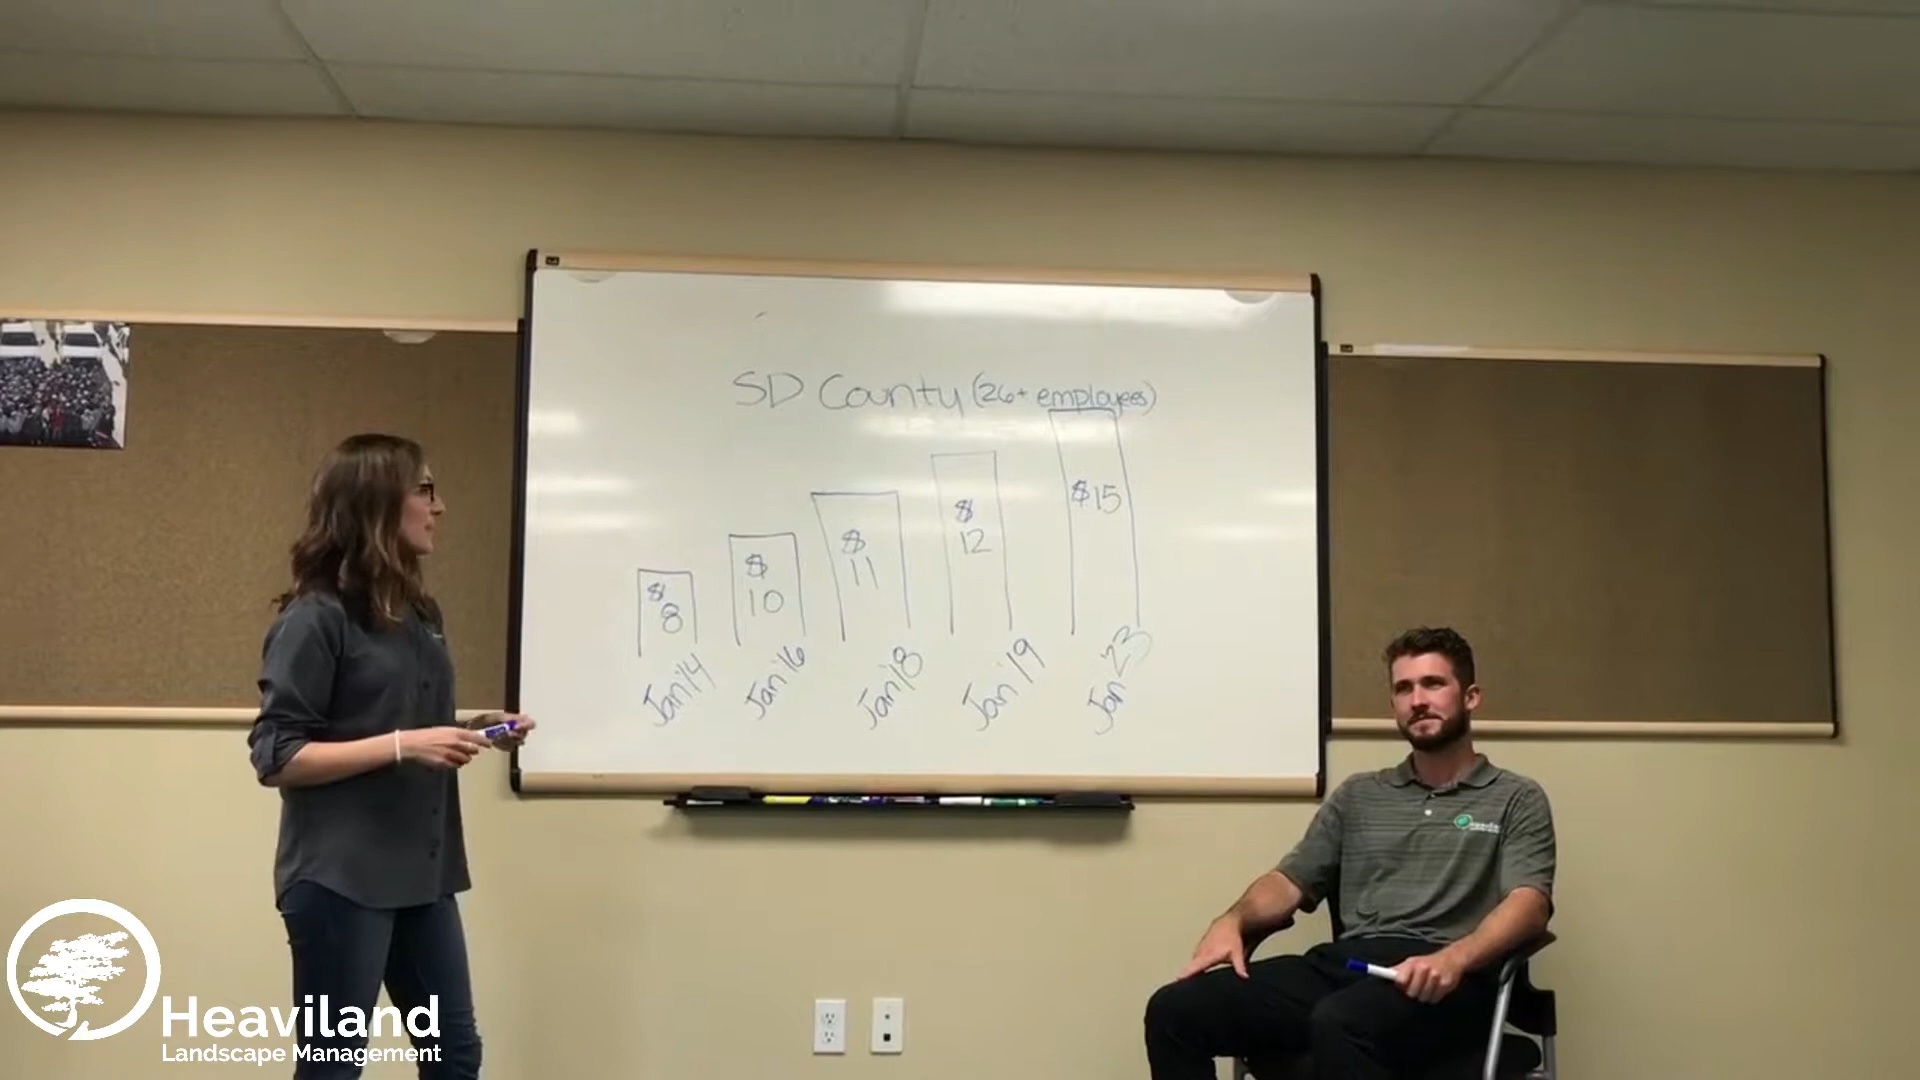 SD County (26+ employees)
$15
$
12
$
11
$
10
$
8
Jan'14
Jan'16
Jan'18
Jan'19
Jan'23
Heaviland
Landscape Management